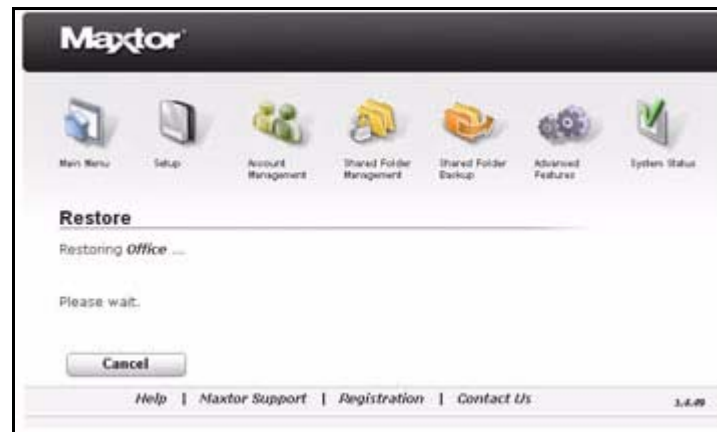 Maxtor
Main Menu
Setup
Account Management
Shared Folder Management
Shared Folder Backup
Advanced Features
System Status
Restore
Restoring Office ....
Please wait.
Cancel
Help | Maxtor Support | Registration | Contact Us